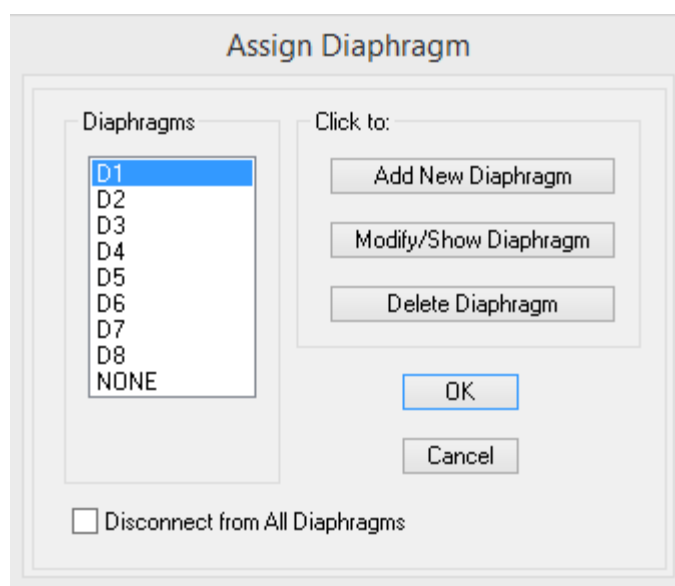 Assign Diaphragm
Diaphragms
D1
D2
D3
D4
D5
D6
D7
D8
NONE
Click to:
Add New Diaphragm
Modify/Show Diaphragm
Delete Diaphragm
OK
Cancel
Disconnect from All Diaphragms